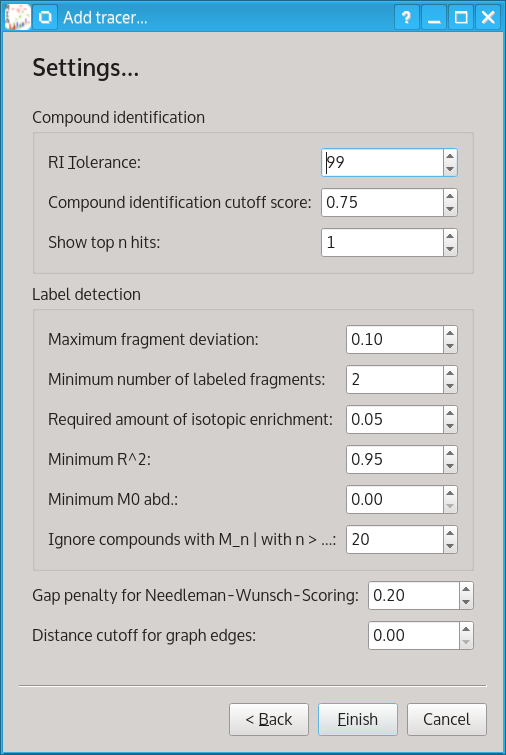 Add tracer...
Settings...
Compound identification
RI Tolerance: 99
Compound identification cutoff score: 0.75
Show top n hits: 1
Label detection
Maximum fragment deviation: 0.10
Minimum number of labeled fragments: 2
Required amount of isotopic enrichment: 0.05
Minimum R^2: 0.95
Minimum M0 abd.: 0.00
Ignore compounds with M_n | with n > ...: 20
Gap penalty for Needleman-Wunsch-Scoring: 0.20
Distance cutoff for graph edges: 0.00
< Back Finish Cancel